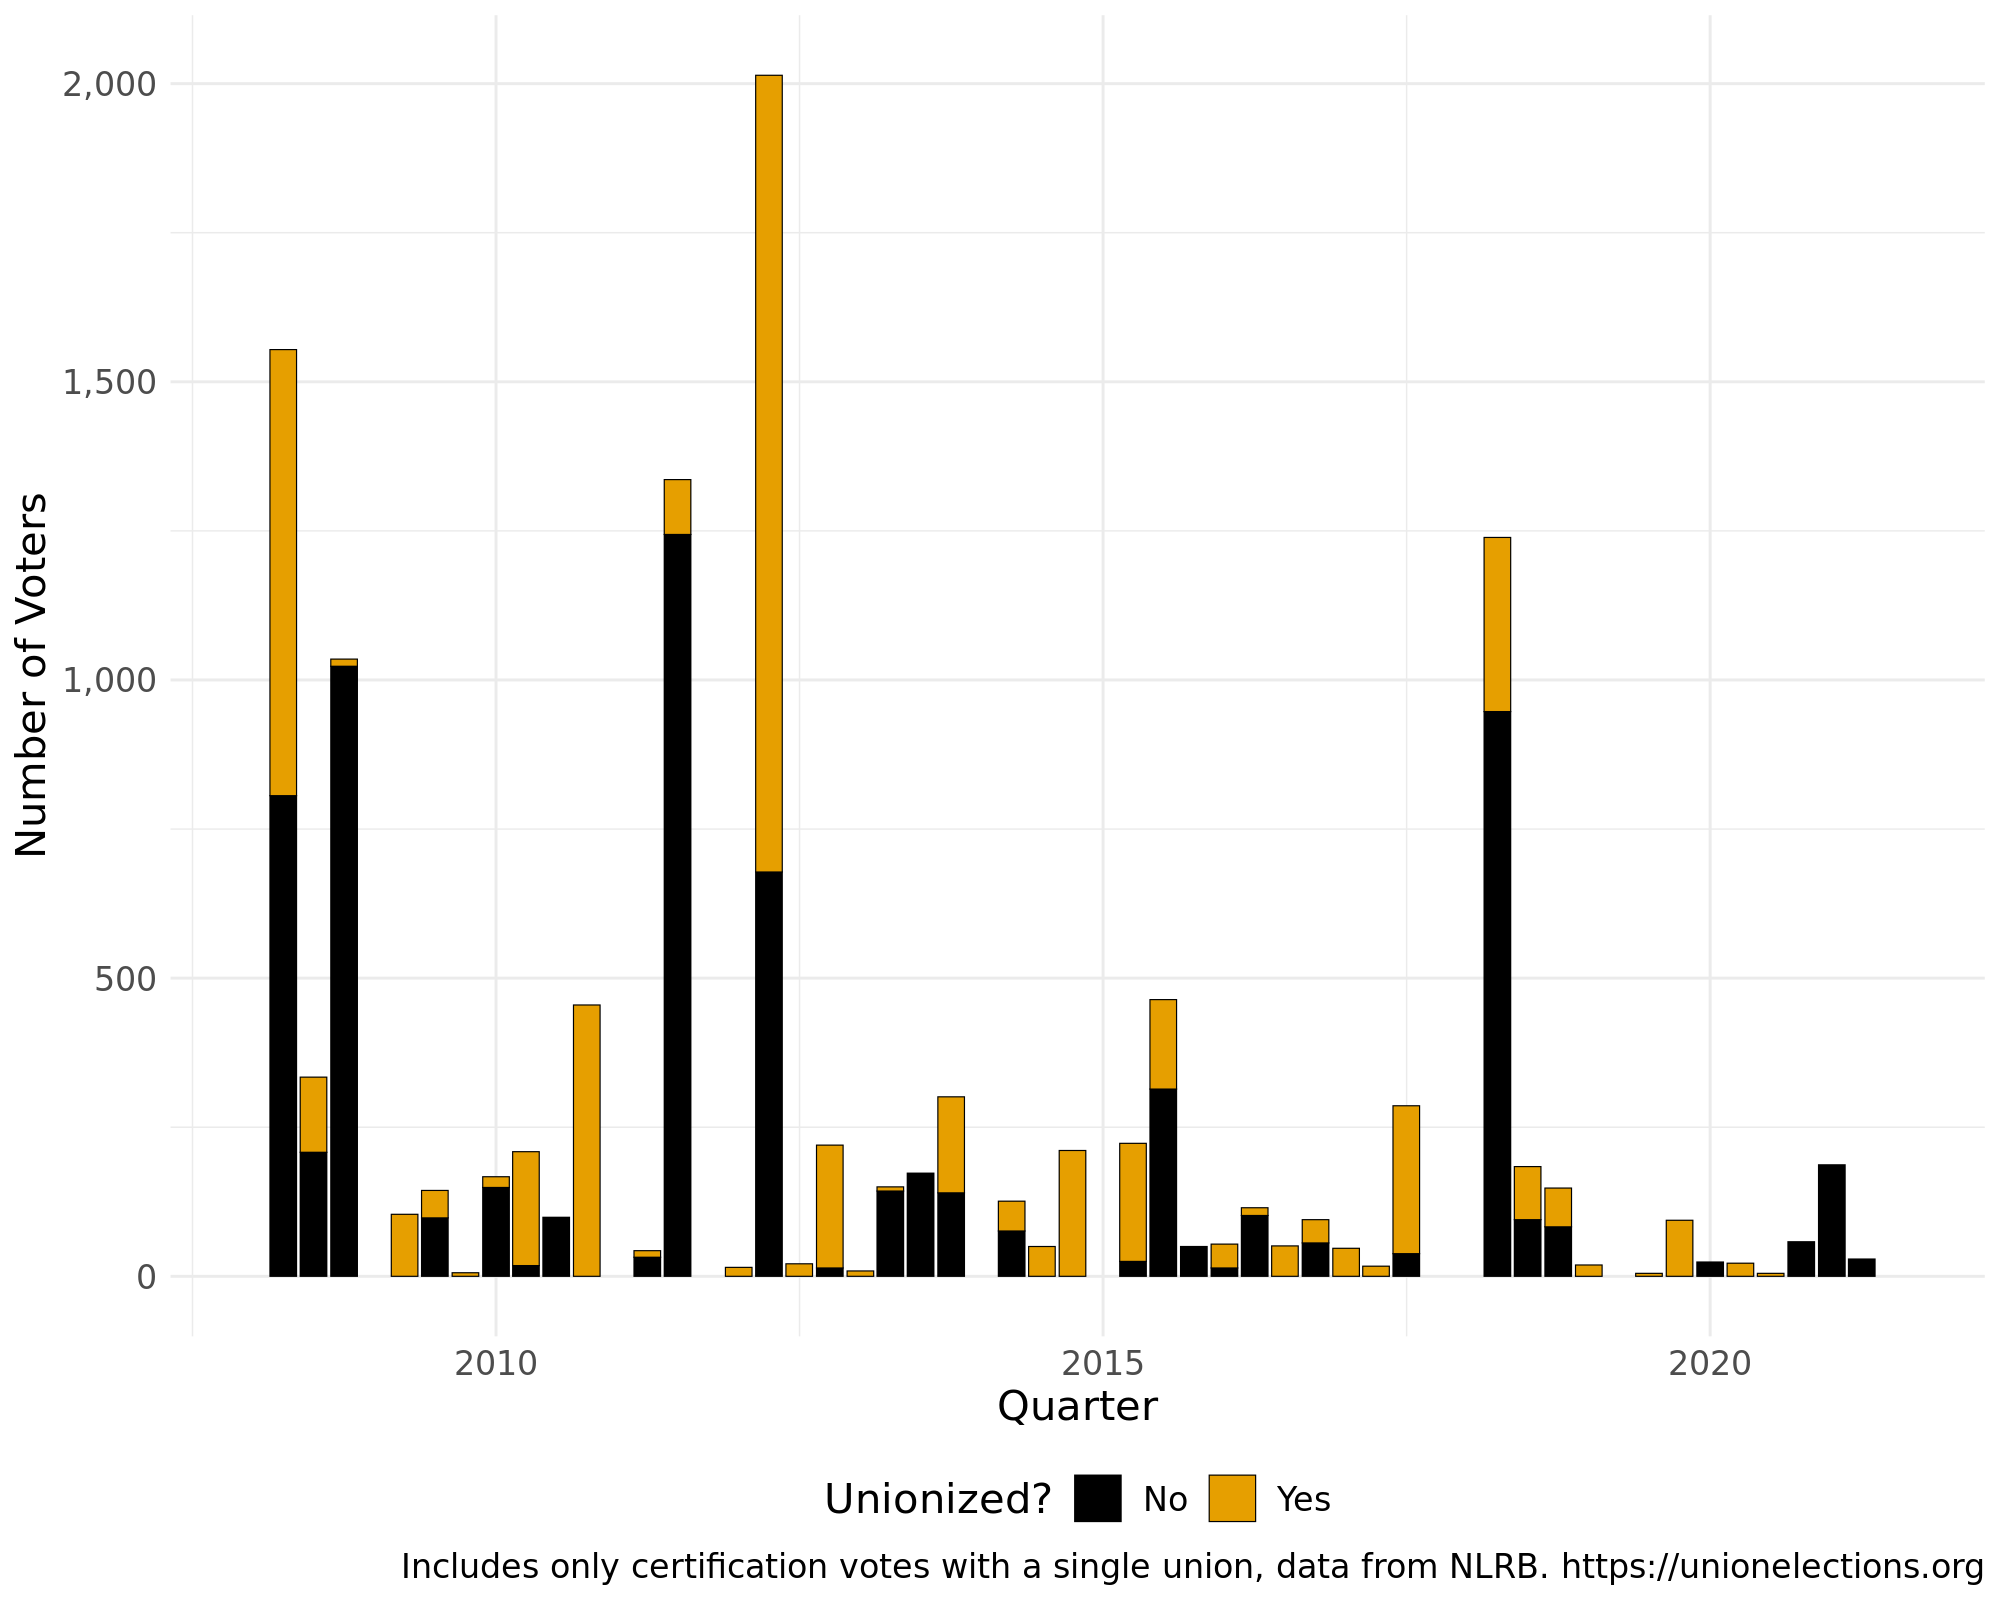 2,000
1,500
1,000
500
0
Number of Voters
2010
2015
2020
Quarter
Unionized? No Yes
Includes only certification votes with a single union, data from NLRB. https://unionelections.org